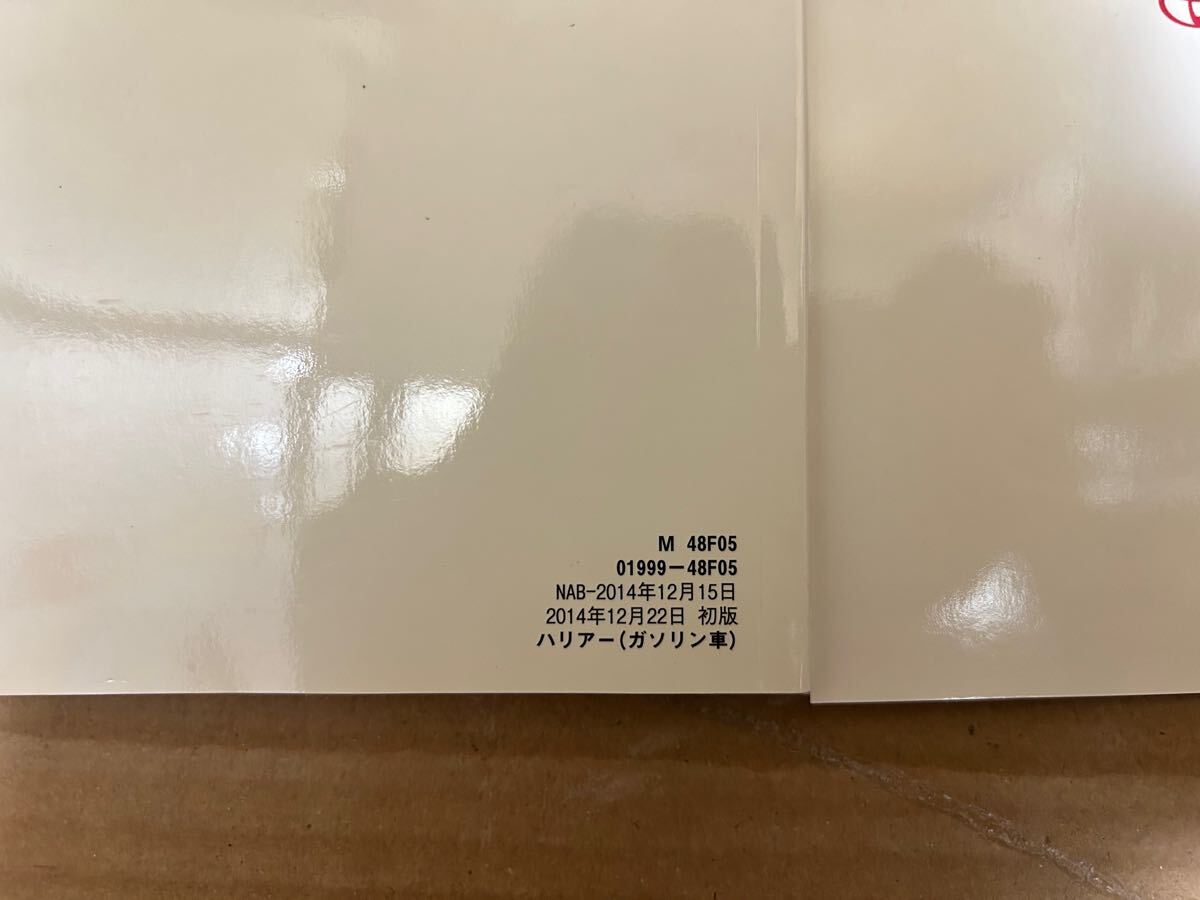 M 48F05
01999-48F05
NAB-2014年12月15日
2014年12月22日 初版
ハリアー(ガソリン車)